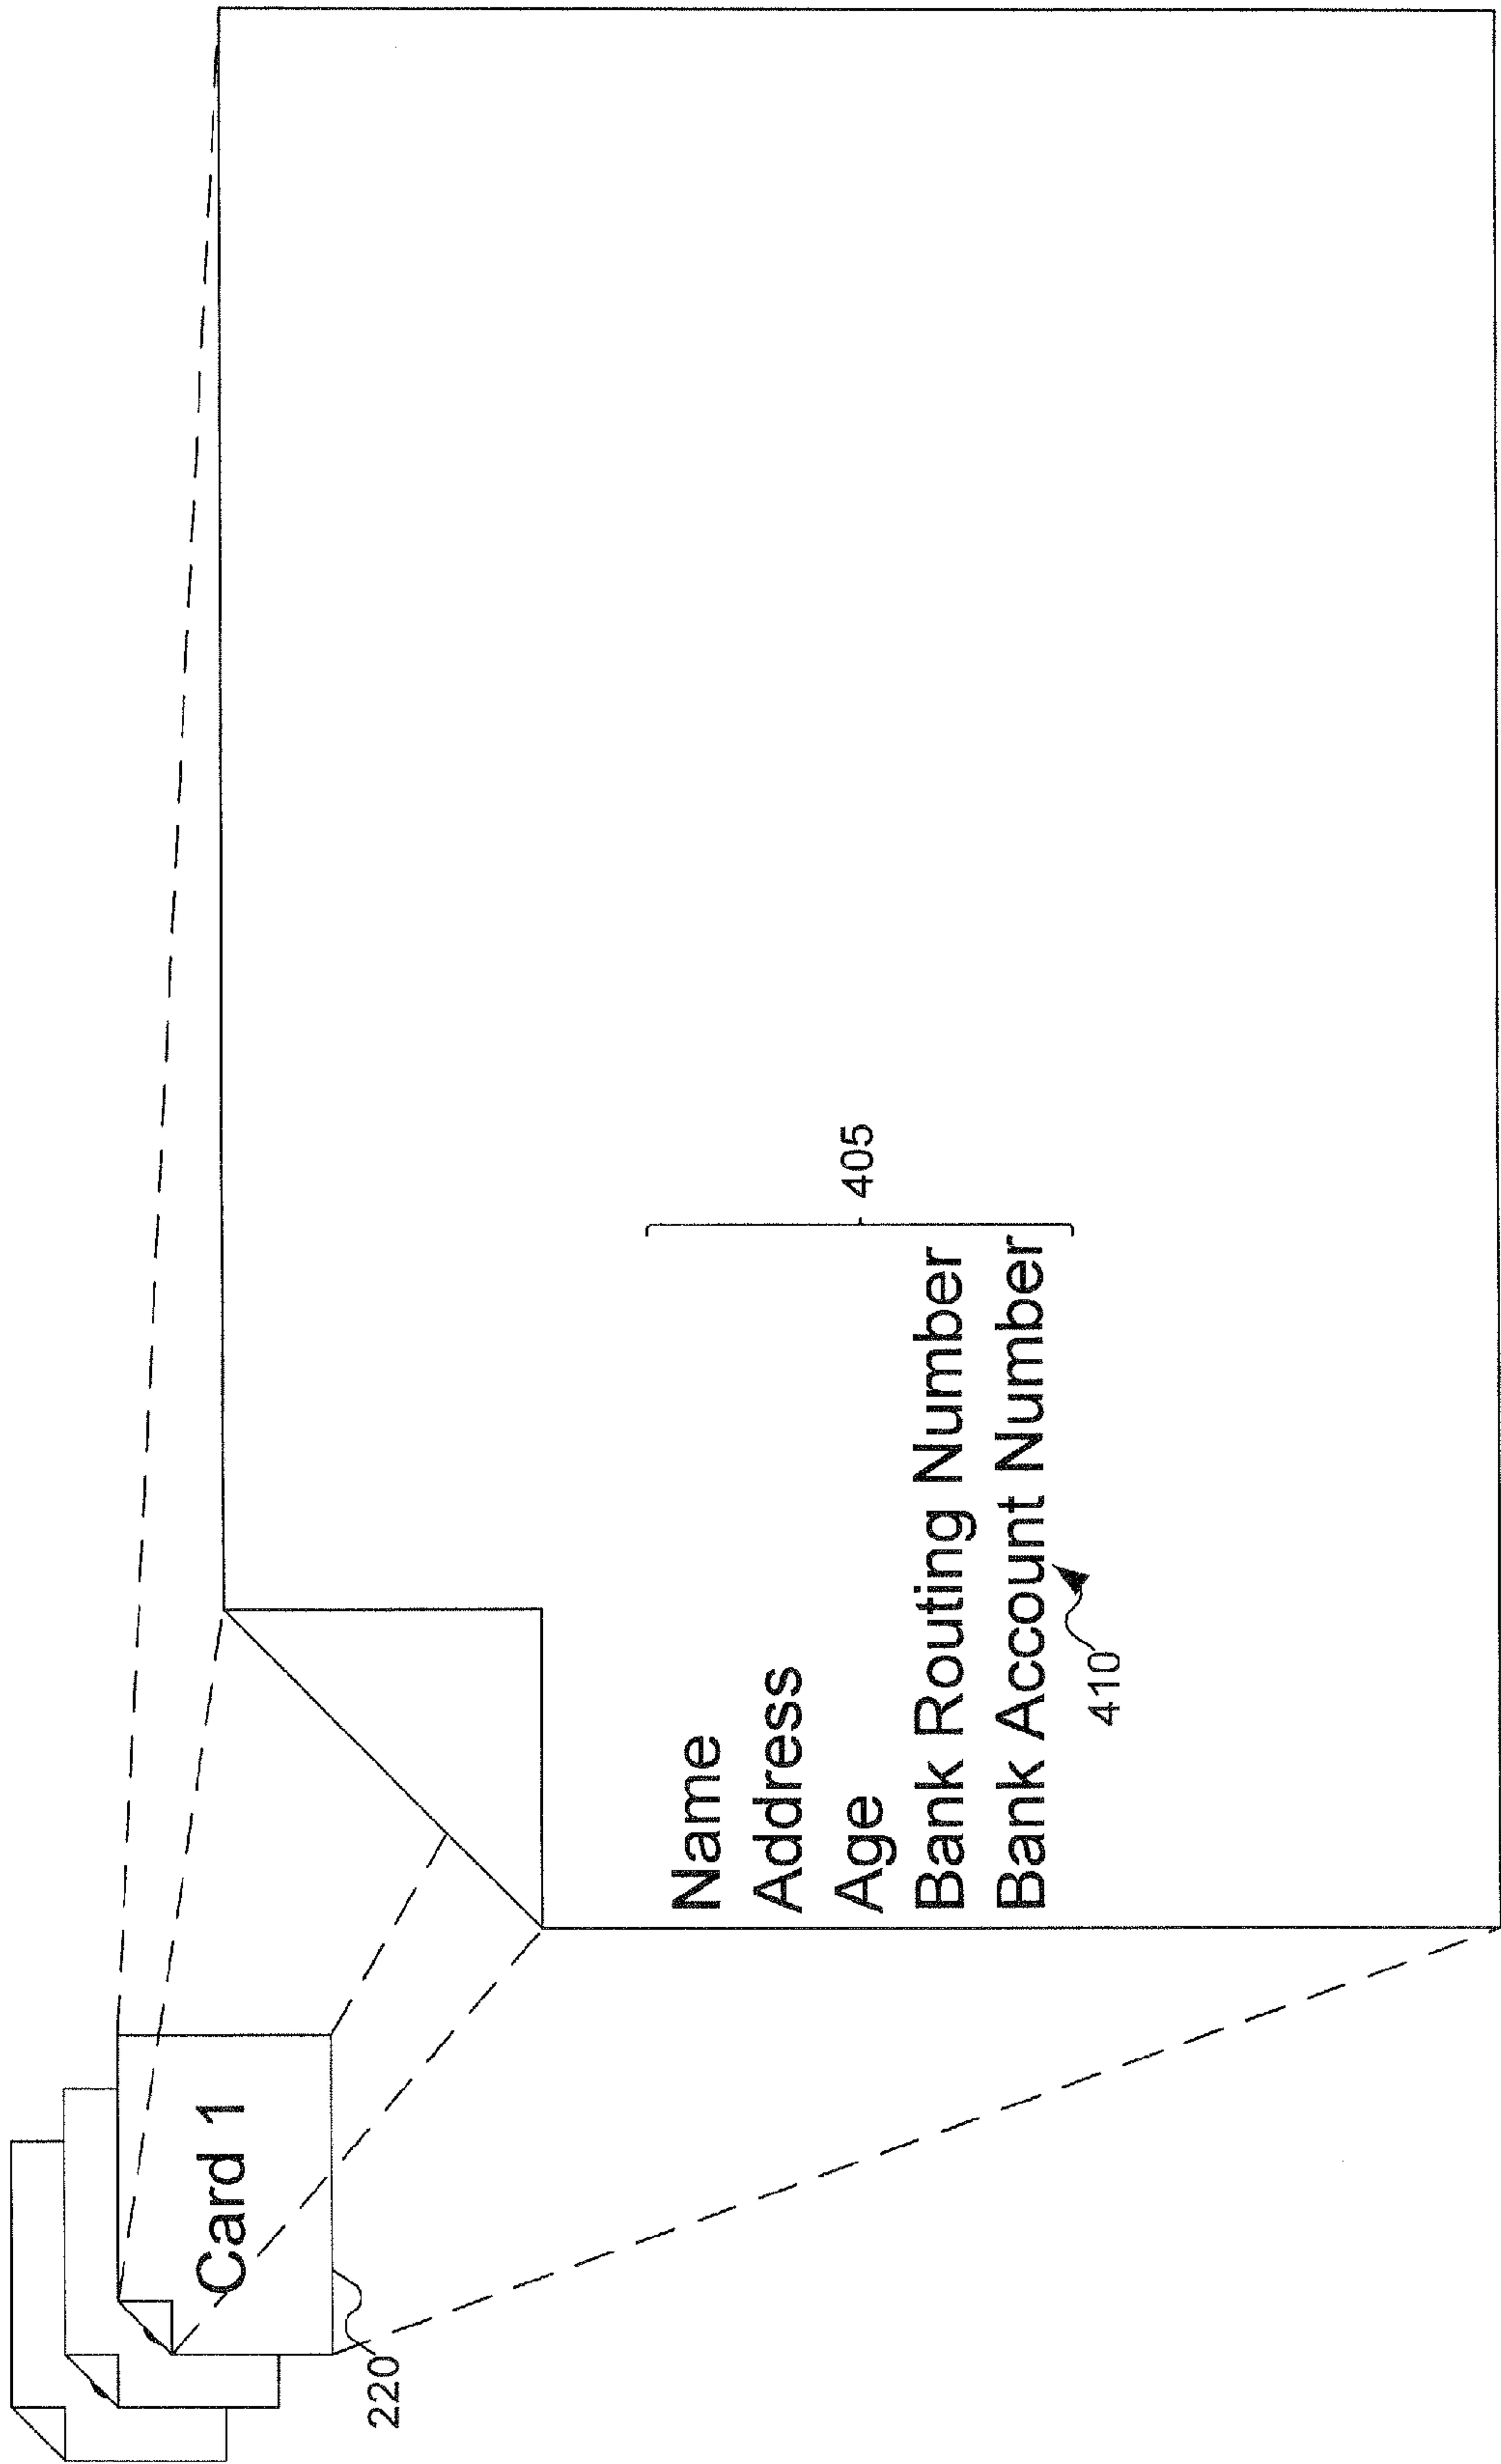 Card 1
220
Name
Address
Age
Bank Routing Number
Bank Account Number
405
410